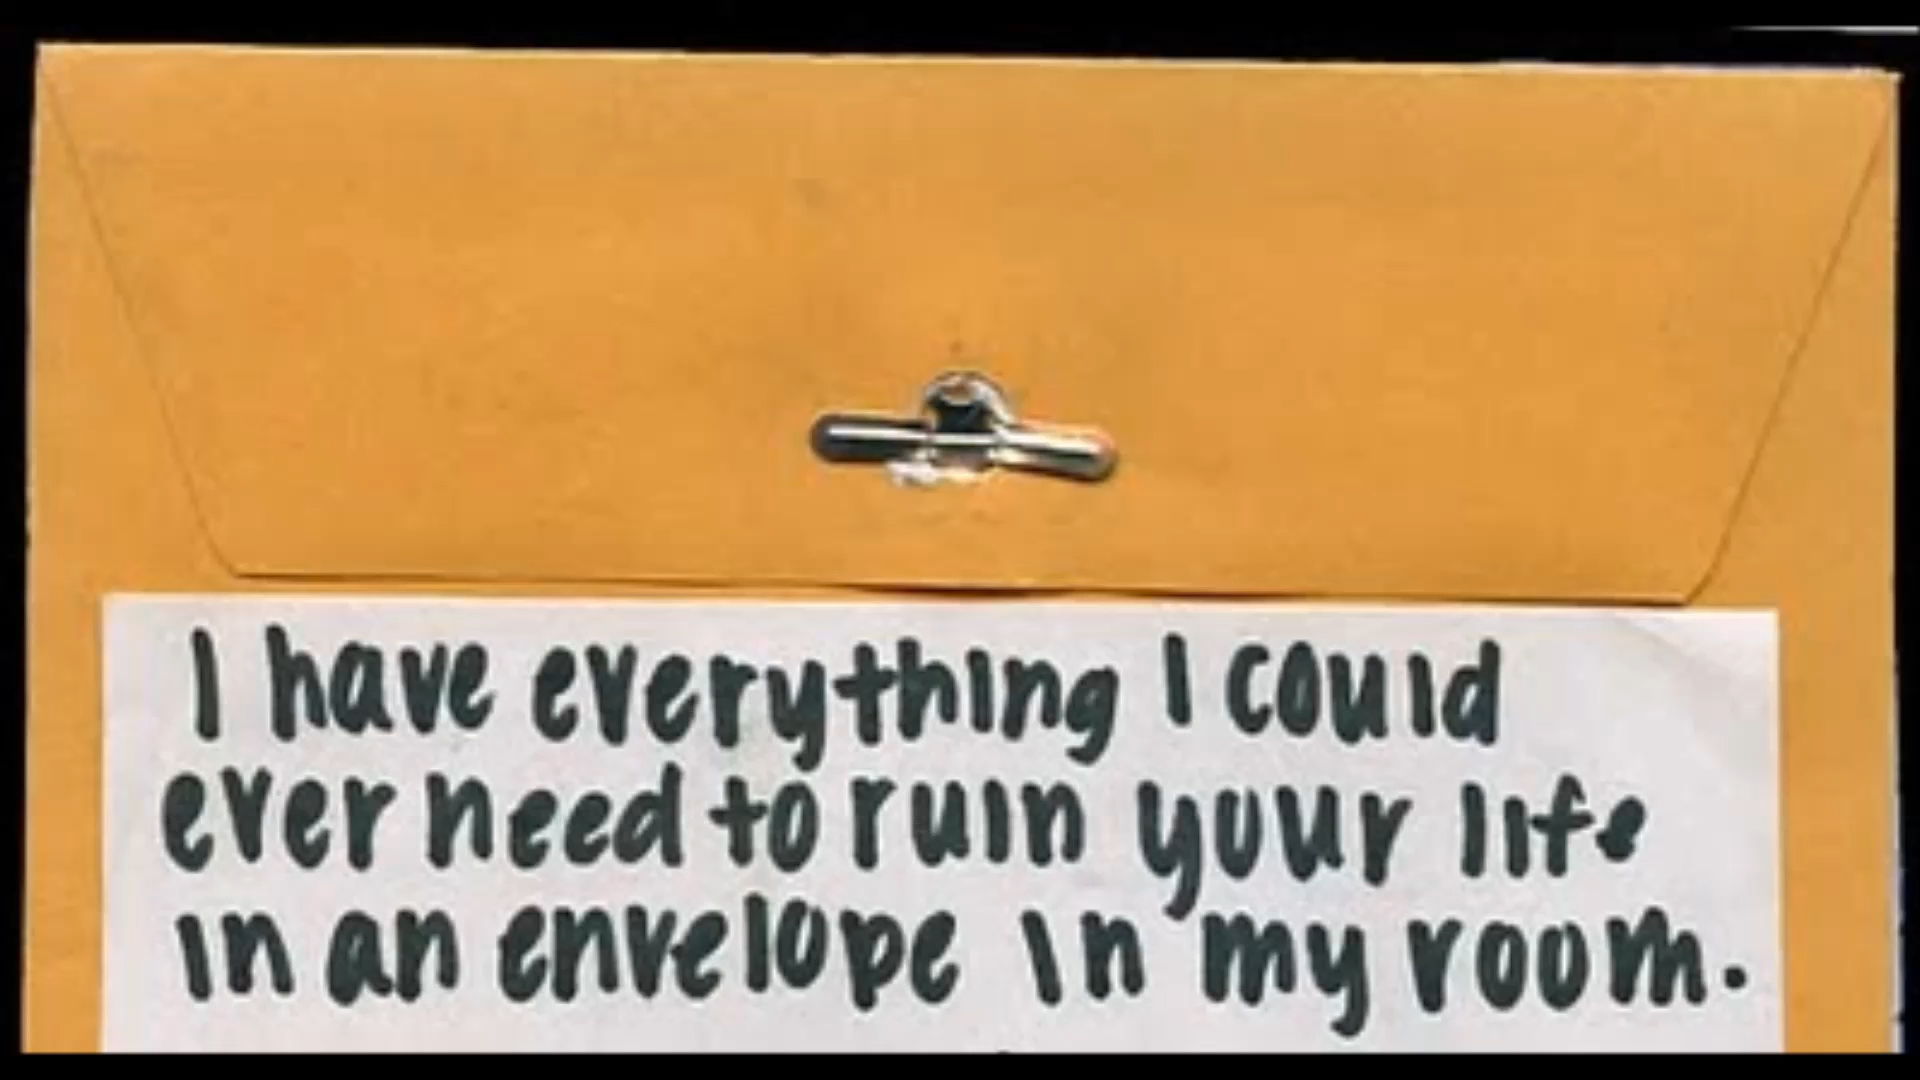 I have everything I could
ever need to ruin your life
in an envelope in my room.